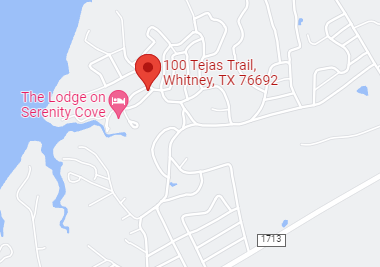 100 Tejas Trail,
Whitney, TX 76692
The Lodge on
Serenity Cove
1713